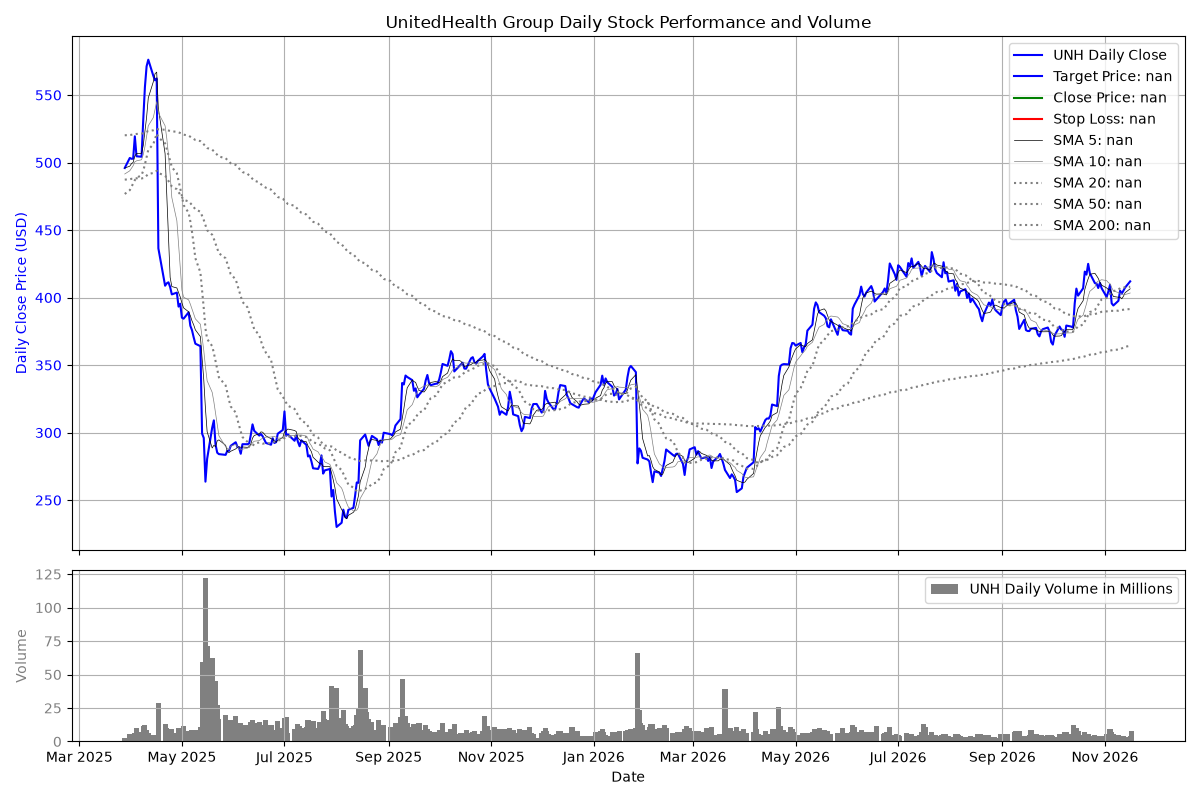 UnitedHealth Group Daily Stock Performance and Volume
Daily Close Price (USD)
550
500
450
400
350
300
250
UNH Daily Close
Target Price: nan
Close Price: nan
Stop Loss: nan
SMA 5: nan
SMA 10: nan
SMA 20: nan
SMA 50: nan
SMA 200: nan
Volume
125
100
75
50
25
0
UNH Daily Volume in Millions
Mar 2025 May 2025 Jul 2025 Sep 2025 Nov 2025 Jan 2026 Mar 2026 May 2026 Jul 2026 Sep 2026 Nov 2026
Date